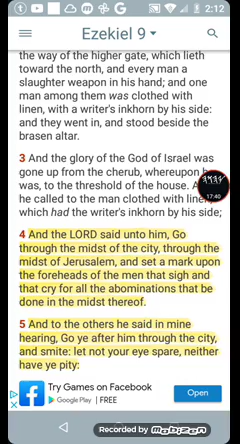 2:12
Ezekiel 9
the way of the higher gate, which lieth
toward the north, and every man a
slaughter weapon in his hand; and one
man among them was clothed with
linen, with a writer's inkhorn by his side:
and they went in, and stood beside the
brasen altar.
3 And the glory of the God of Israel was
gone up from the cherub, whereupon
was, to the threshold of the house.
he called to the man clothed with
which had the writer's inkhorn by his side;
17:40
4 And the LORD said unto him, Go
through the midst of the city, through the
midst of Jerusalem, and set a mark upon
the foreheads of the men that sigh and
that cry for all the abominations that be
done in the midst thereof.
5 And to the others he said in mine
hearing, Go ye after him through the city,
and smite: let not your eye spare, neither
have ye pity:
Try Games on Facebook
Google Play | FREE
Open
Recorded by Mobizen